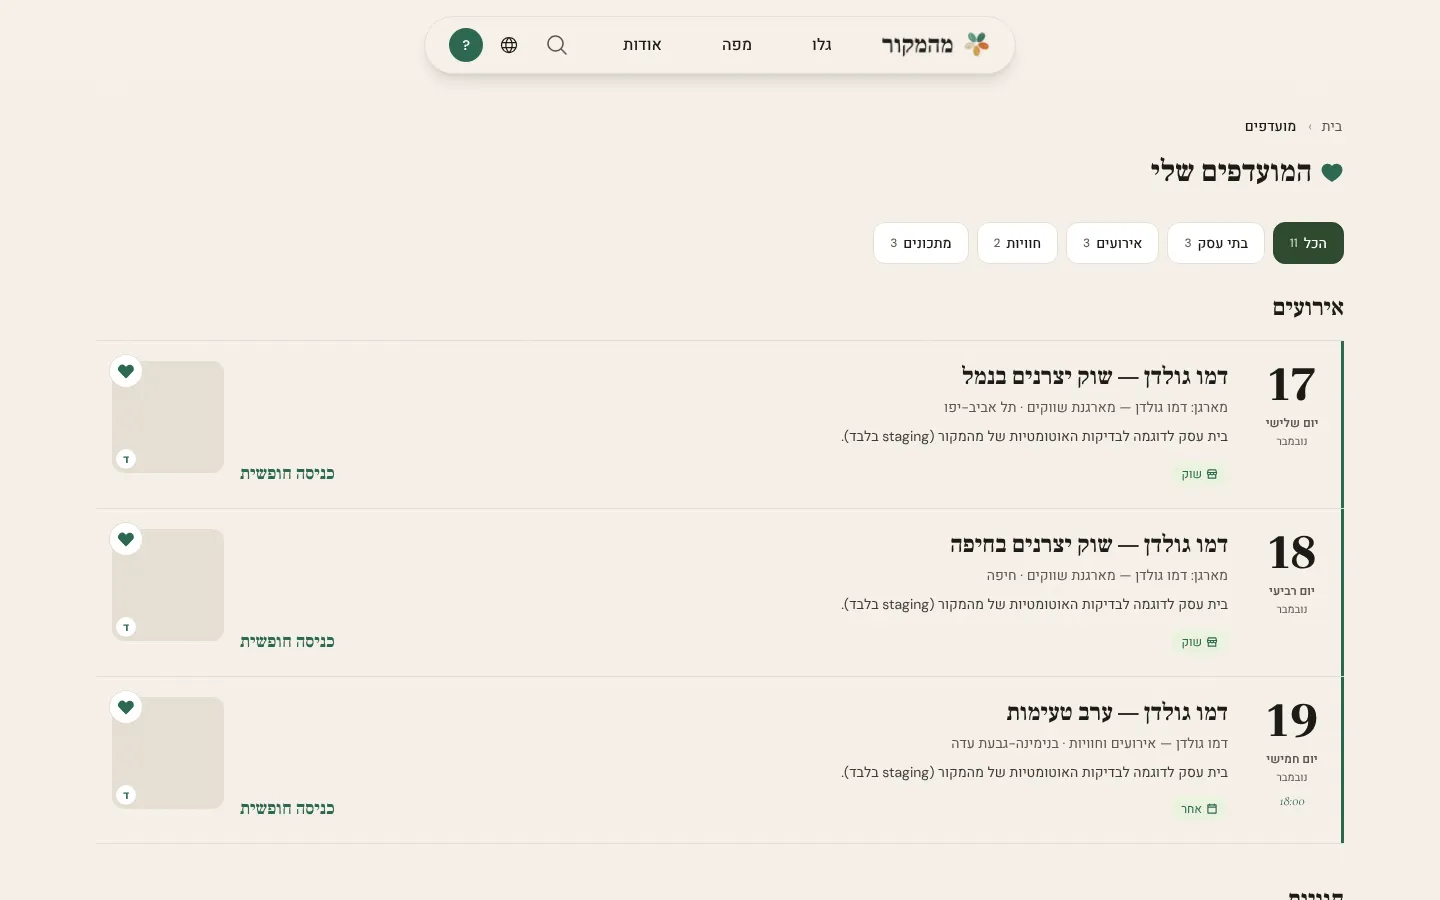 מהמקור
גלו
מפה
אודות
?
בית › מועדפים
המועדפים שלי
הכל 11
בתי עסק 3
אירועים 3
חוויות 2
מתכונים 3
אירועים
17
יום שלישי
נובמבר
דמו גולדן — שוק יצרנים בנמל
מארגן: דמו גולדן — מארגנת שווקים · תל אביב-יפו
בית עסק לדוגמה לבדיקות האוטומטיות של מהמקור (staging בלבד).
שוק
כניסה חופשית
ד
18
יום רביעי
נובמבר
דמו גולדן — שוק יצרנים בחיפה
מארגן: דמו גולדן — מארגנת שווקים · חיפה
בית עסק לדוגמה לבדיקות האוטומטיות של מהמקור (staging בלבד).
שוק
כניסה חופשית
ד
19
יום חמישי
נובמבר
18:00
דמו גולדן — ערב טעימות
דמו גולדן — אירועים וחוויות · בנימינה-גבעת עדה
בית עסק לדוגמה לבדיקות האוטומטיות של מהמקור (staging בלבד).
אחר
כניסה חופשית
ד
חוויות